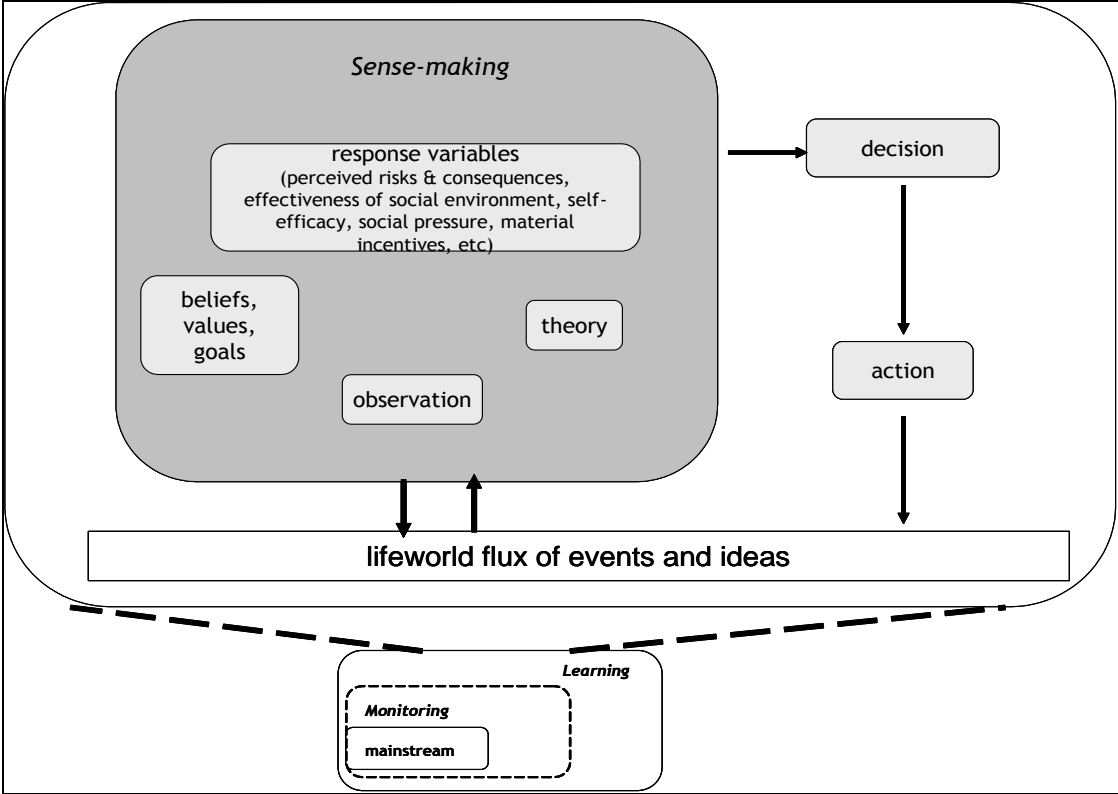 Sense-making
response variables
(perceived risks & consequences,
effectiveness of social environment, self-
efficacy, social pressure, material
incentives, etc)
decision
beliefs,
values,
goals
theory
action
observation
lifeworld flux of events and ideas
Learning
Monitoring
mainstream